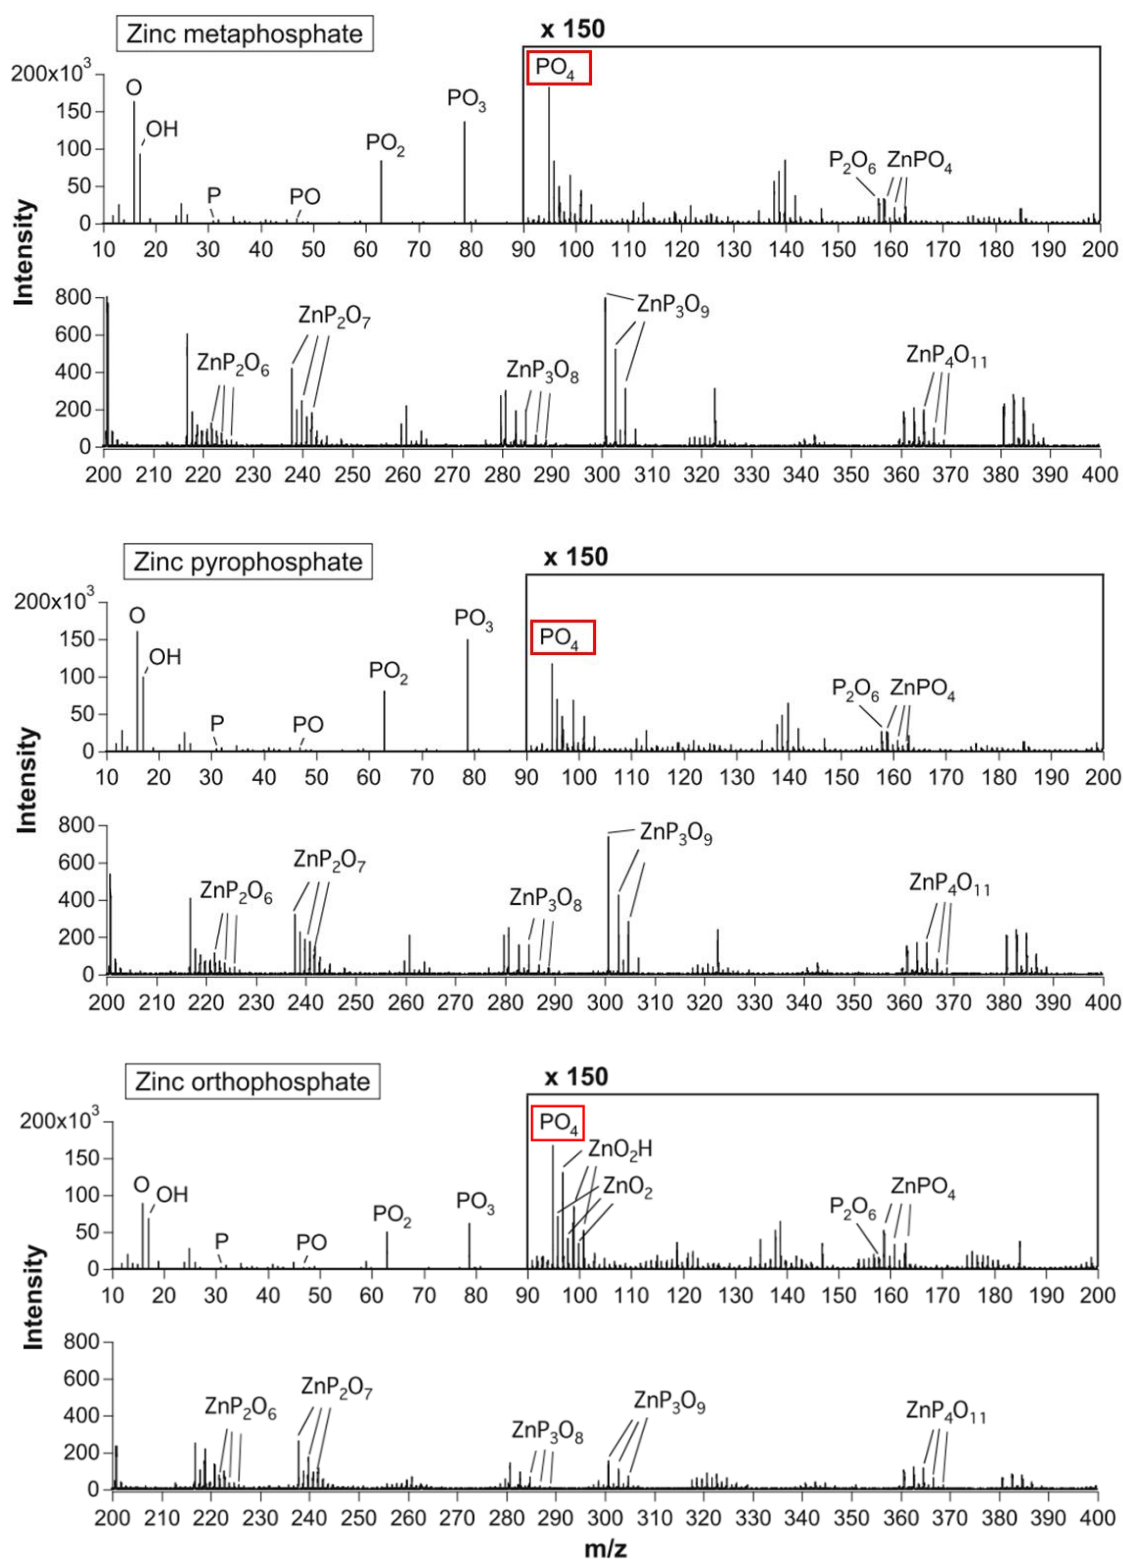 Zinc metaphosphate
x 150
200x10³
150
100
50
0
Intensity
O
OH
P
PO
PO₂
PO₃
PO₄
P₂O₆
ZnPO₄
10 20 30 40 50 60 70 80 90 100 110 120 130 140 150 160 170 180 190 200
800
600
400
200
0
ZnP₂O₆
ZnP₂O₇
ZnP₃O₈
ZnP₃O₉
ZnP₄O₁₁
200 210 220 230 240 250 260 270 280 290 300 310 320 330 340 350 360 370 380 390 400
Zinc pyrophosphate
x 150
200x10³
150
100
50
0
Intensity
O
OH
P
PO
PO₂
PO₃
PO₄
P₂O₆
ZnPO₄
10 20 30 40 50 60 70 80 90 100 110 120 130 140 150 160 170 180 190 200
800
600
400
200
0
ZnP₂O₆
ZnP₂O₇
ZnP₃O₈
ZnP₃O₉
ZnP₄O₁₁
200 210 220 230 240 250 260 270 280 290 300 310 320 330 340 350 360 370 380 390 400
Zinc orthophosphate
x 150
200x10³
150
100
50
0
Intensity
O
OH
P
PO
PO₂
PO₃
PO₄
ZnO₂H
ZnO₂
P₂O₆
ZnPO₄
10 20 30 40 50 60 70 80 90 100 110 120 130 140 150 160 170 180 190 200
800
600
400
200
0
ZnP₂O₆
ZnP₂O₇
ZnP₃O₈
ZnP₃O₉
ZnP₄O₁₁
200 210 220 230 240 250 260 270 280 290 300 310 320 330 340 350 360 370 380 390 400
m/z